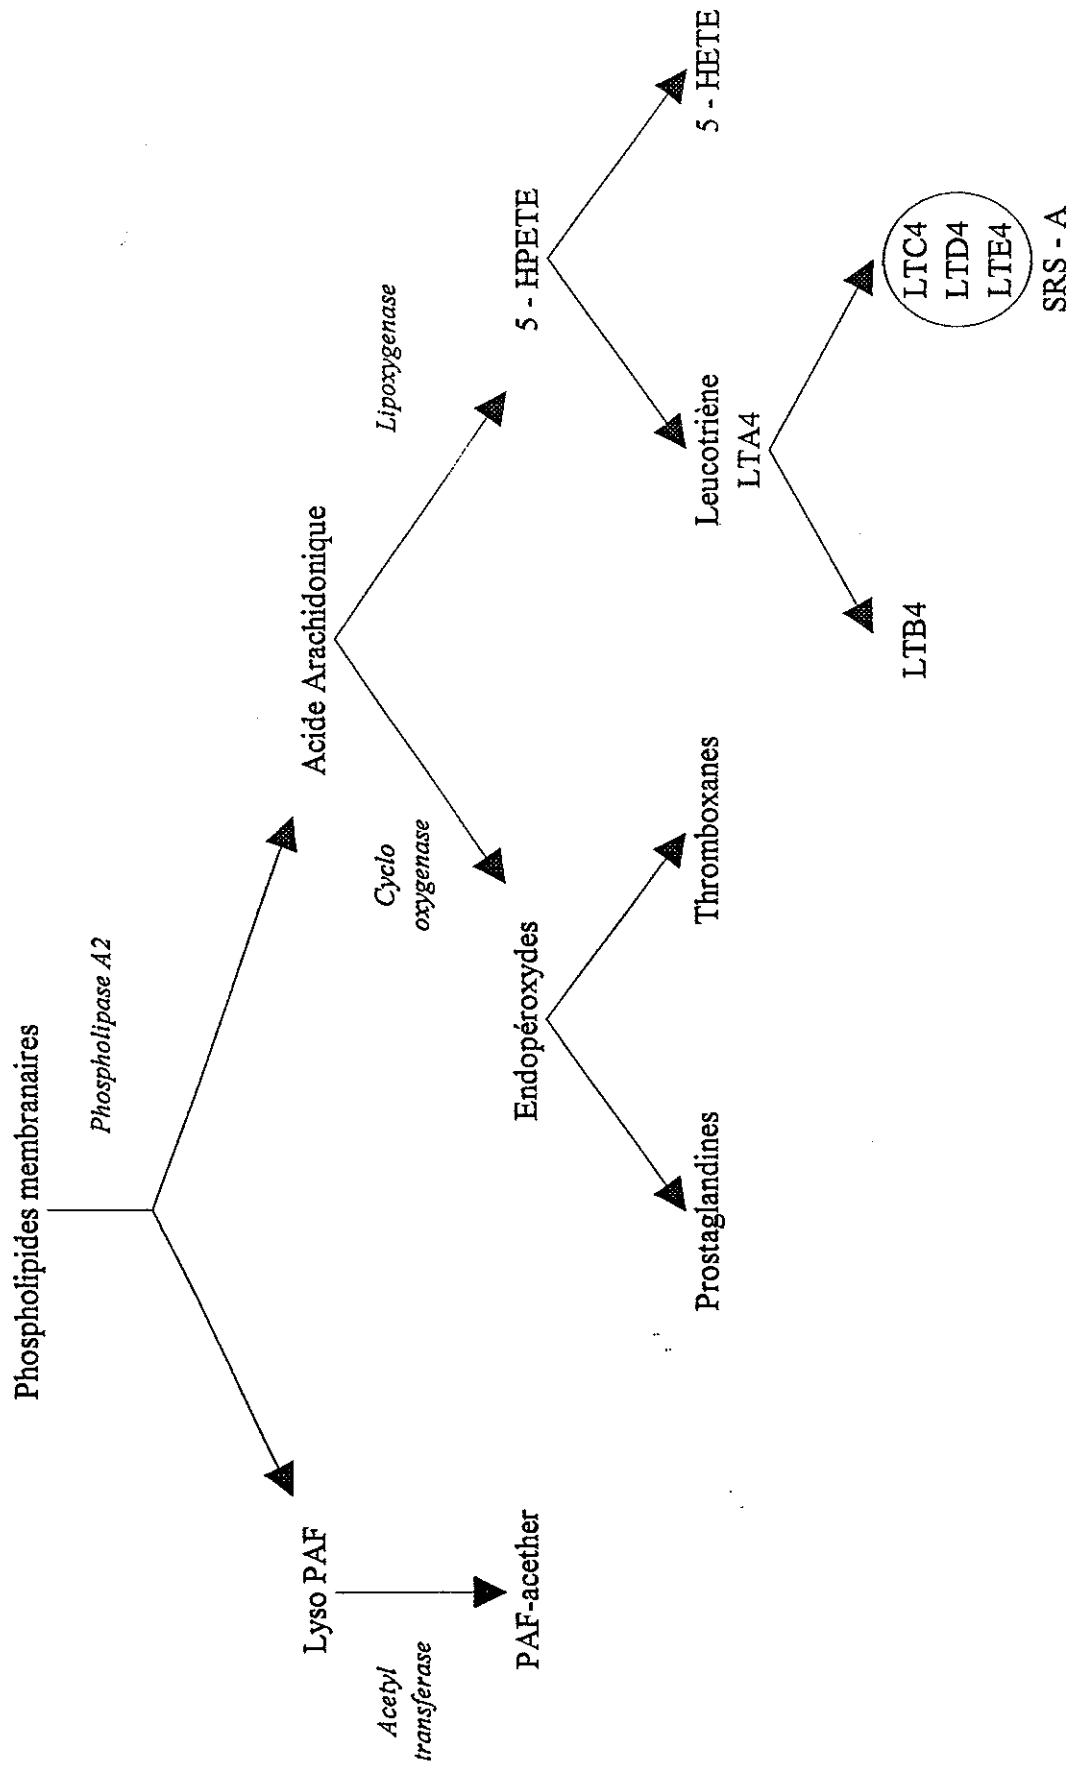 Phospholipides membranaires
Phospholipase A2
Lyso PAF
Acide Arachidonique
Acetyl
transferase
Cyclo
oxygenase
Lipoxygenase
PAF-acether
Endopéroxydes
5 - HPETE
Prostaglandines
Thromboxanes
Leucotriène
LTA4
5 - HETE
LTB4
LTC4
LTD4
LTE4
SRS - A